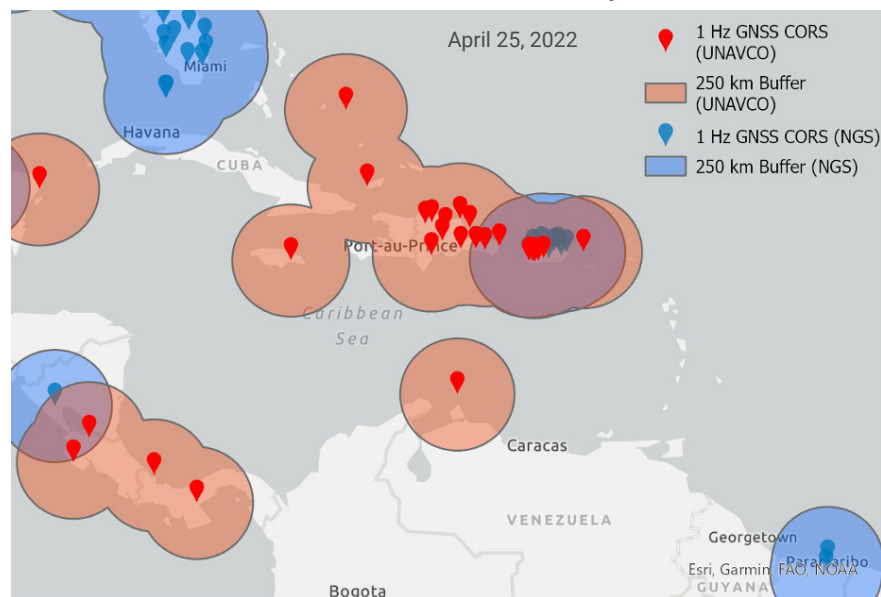 April 25, 2022
1 Hz GNSS CORS
(UNAVCO)
250 km Buffer
(UNAVCO)
1 Hz GNSS CORS (NGS)
250 km Buffer (NGS)
Miami
Havana
CUBA
Port-au-Prince
Caribbean
Sea
Caracas
VENEZUELA
Georgetown
Paramaribo
Esri, Garmin, FAO, NOAA
GUYANA
Bogota